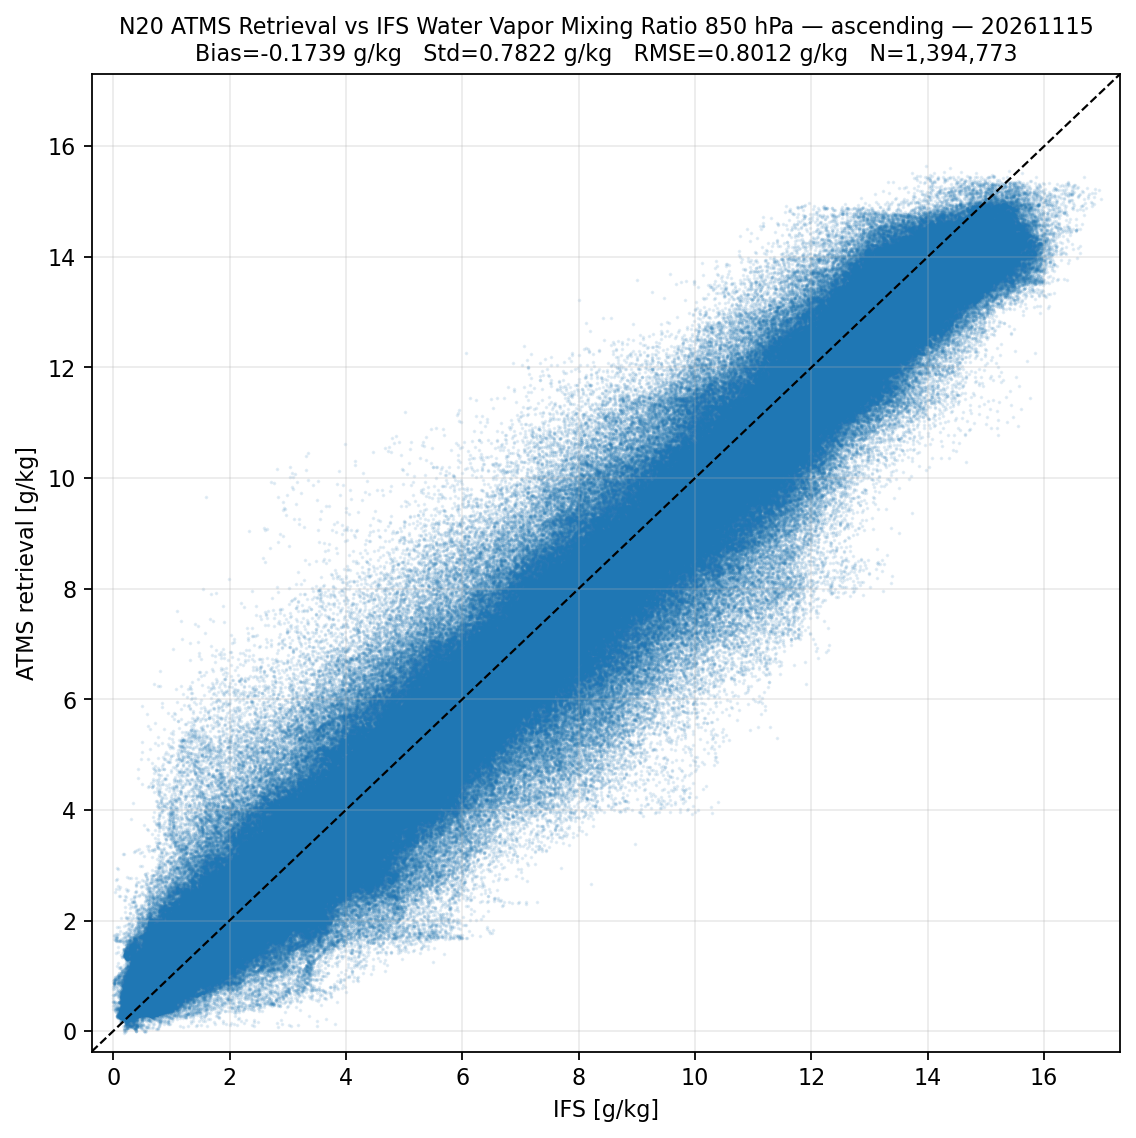 N20 ATMS Retrieval vs IFS Water Vapor Mixing Ratio 850 hPa — ascending — 20261115
Bias=-0.1739 g/kg   Std=0.7822 g/kg   RMSE=0.8012 g/kg   N=1,394,773
16
14
12
10
8
6
4
2
0
ATMS retrieval [g/kg]
0 2 4 6 8 10 12 14 16
IFS [g/kg]